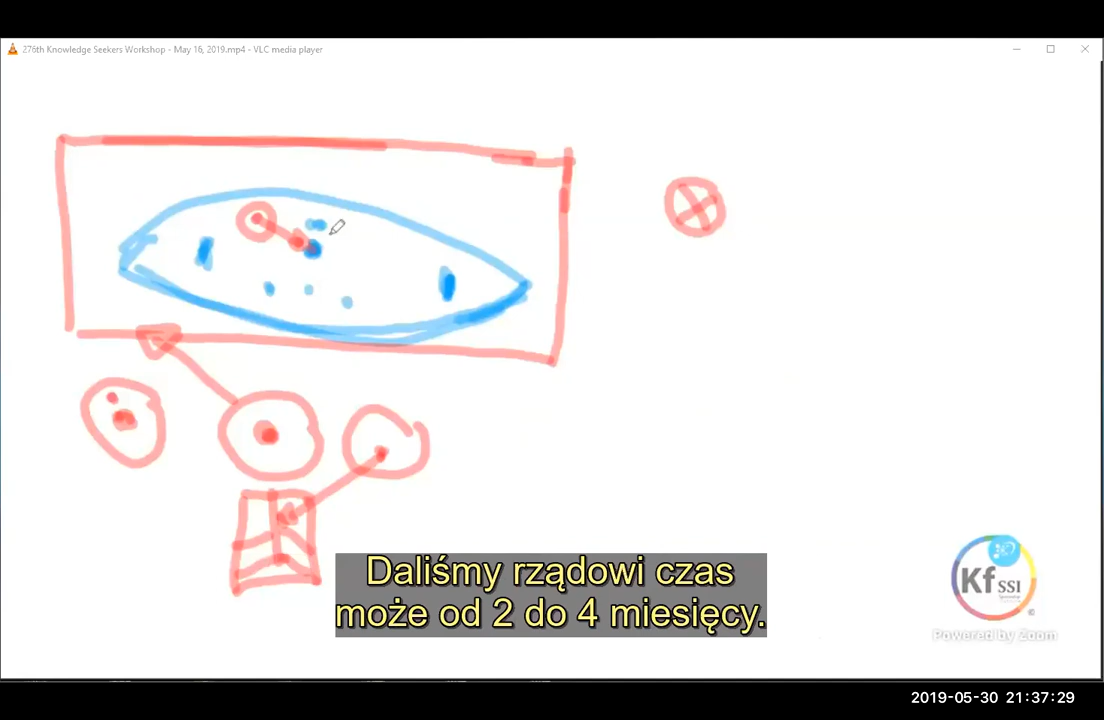 276th Knowledge Seekers Workshop - May 16, 2019.mp4 - VLC media player
Daliśmy rządowi czas
może od 2 do 4 miesięcy.
Kf SSI
Powered by Zoom
2019-05-30 21:37:29